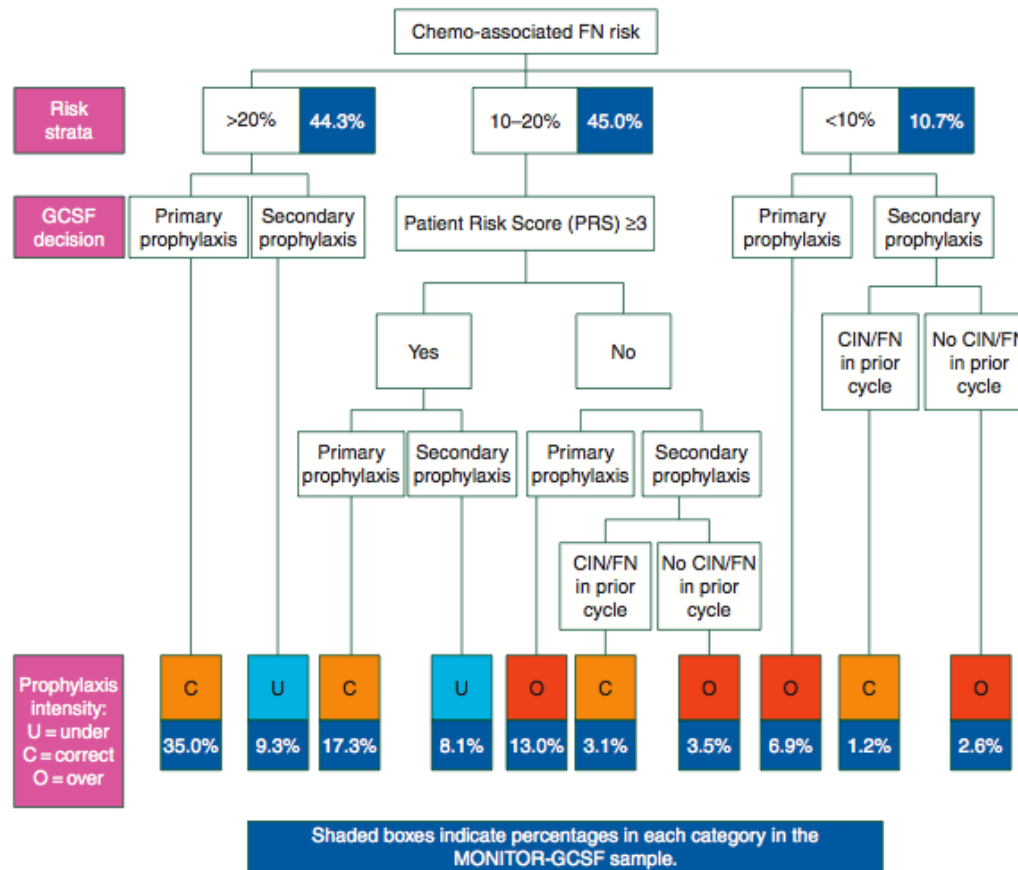 Chemo-associated FN risk
Risk
strata
>20%
44.3%
10–20%
45.0%
<10%
10.7%
GCSF
decision
Primary
prophylaxis
Secondary
prophylaxis
Patient Risk Score (PRS) ≥3
Primary
prophylaxis
Secondary
prophylaxis
Yes
No
CIN/FN
in prior
cycle
No CIN/FN
in prior
cycle
Primary
prophylaxis
Secondary
prophylaxis
Primary
prophylaxis
Secondary
prophylaxis
CIN/FN
in prior
cycle
No CIN/FN
in prior
cycle
Prophylaxis
intensity:
U = under
C = correct
O = over
C
U
C
U
O
C
O
O
C
O
35.0%
9.3%
17.3%
8.1%
13.0%
3.1%
3.5%
6.9%
1.2%
2.6%
Shaded boxes indicate percentages in each category in the
MONITOR-GCSF sample.